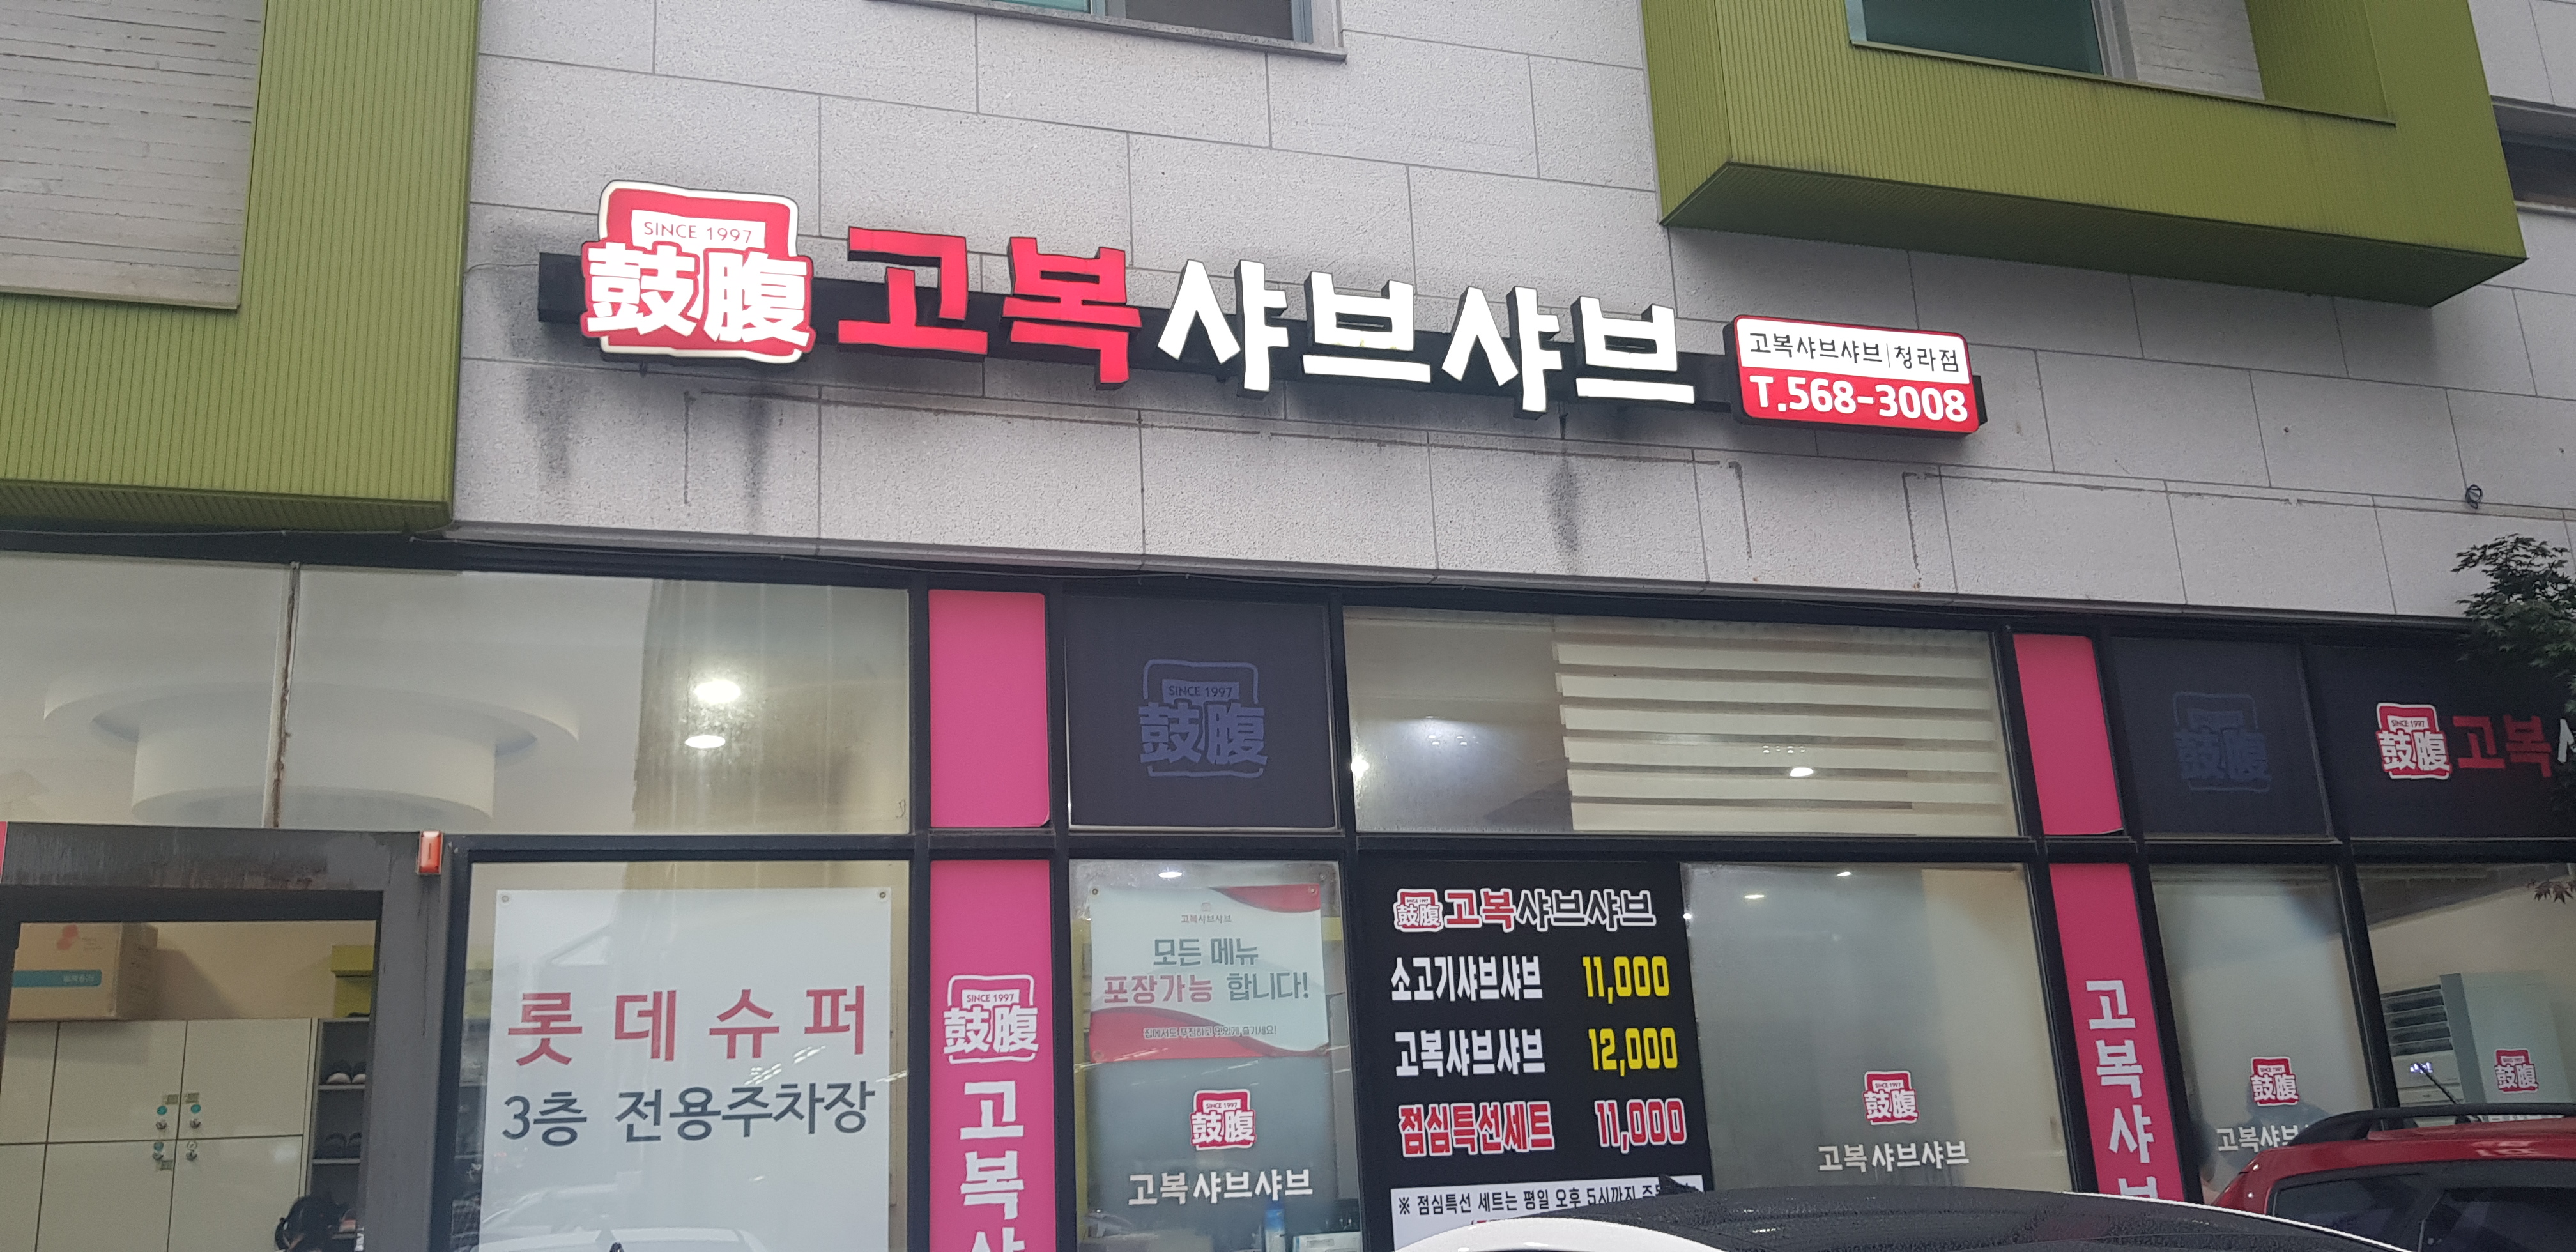 SINCE 1997
鼓腹 고복샤브샤브
고복샤브샤브|청라점
T.568-3008
SINCE 1997
鼓腹
鼓腹
SINCE 1997
鼓腹 고복
롯데슈퍼
3층 전용주차장
SINCE 1997
鼓腹
고복샤
고복샤브샤브
모든 메뉴
포장가능 합니다!
鼓腹
고복샤브샤브
鼓腹 고복샤브샤브
소고기샤브샤브 11,000
고복샤브샤브 12,000
점심특선세트 11,000
※ 점심특선 세트는 평일 오후 5시까지
鼓腹
고복샤브샤브
고복샤브
鼓腹
고복샤브
鼓腹